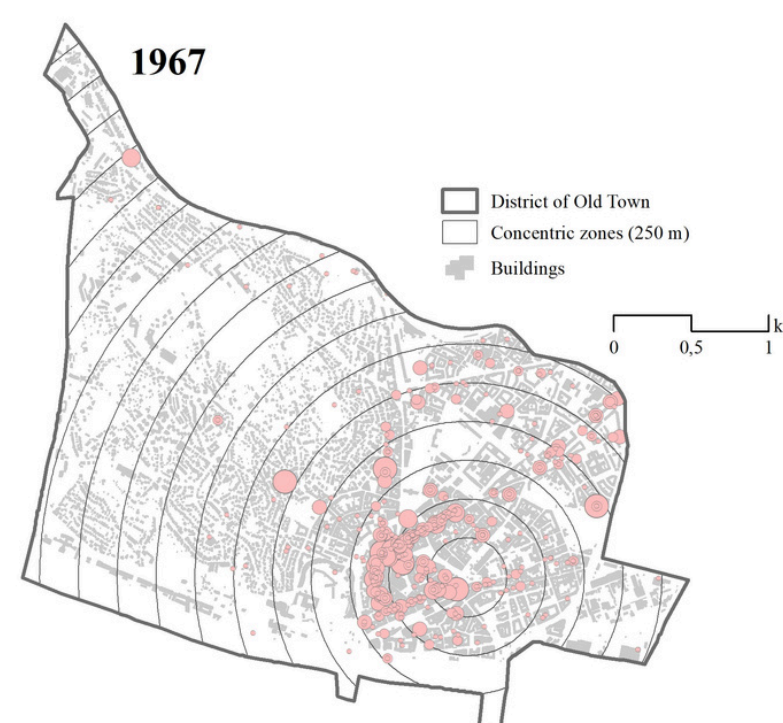 1967
District of Old Town
Concentric zones (250 m)
Buildings
k
0 0,5 1